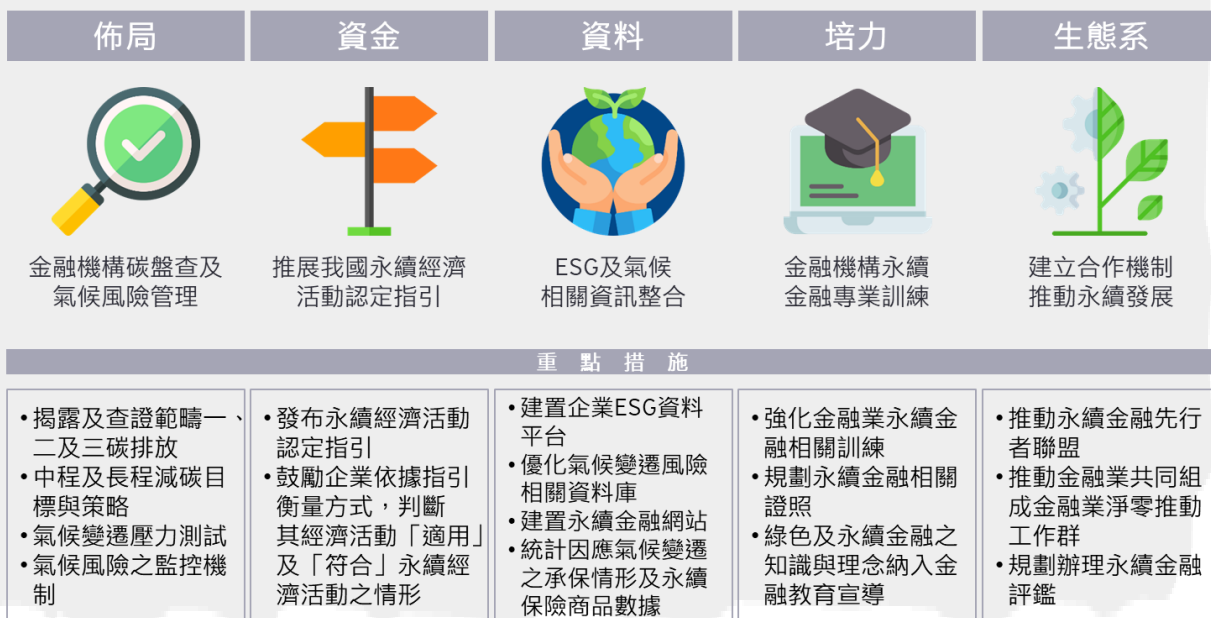 佈局
資金
資料
培力
生態系
金融機構碳盤查及
氣候風險管理
推展我國永續經濟
活動認定指引
ESG及氣候
相關資訊整合
金融機構永續
金融專業訓練
建立合作機制
推動永續發展
重點措施
•揭露及查證範疇一、
二及三碳排放
•中程及長程減碳目
標與策略
•氣候變遷壓力測試
•氣候風險之監控機
制
•發布永續經濟活動
認定指引
•鼓勵企業依據指引
衡量方式，判斷
其經濟活動「適用」
及「符合」永續經
濟活動之情形
•建置企業ESG資料
平台
•優化氣候變遷風險
相關資料庫
•建置永續金融網站
•統計因應氣候變遷
之承保情形及永續
保險商品數據
•強化金融業永續金
融相關訓練
•規劃永續金融相關
證照
•綠色及永續金融之
知識與理念納入金
融教育宣導
•推動永續金融先行
者聯盟
•推動金融業共同組
成金融業淨零推動
工作群
•規劃辦理永續金融
評鑑